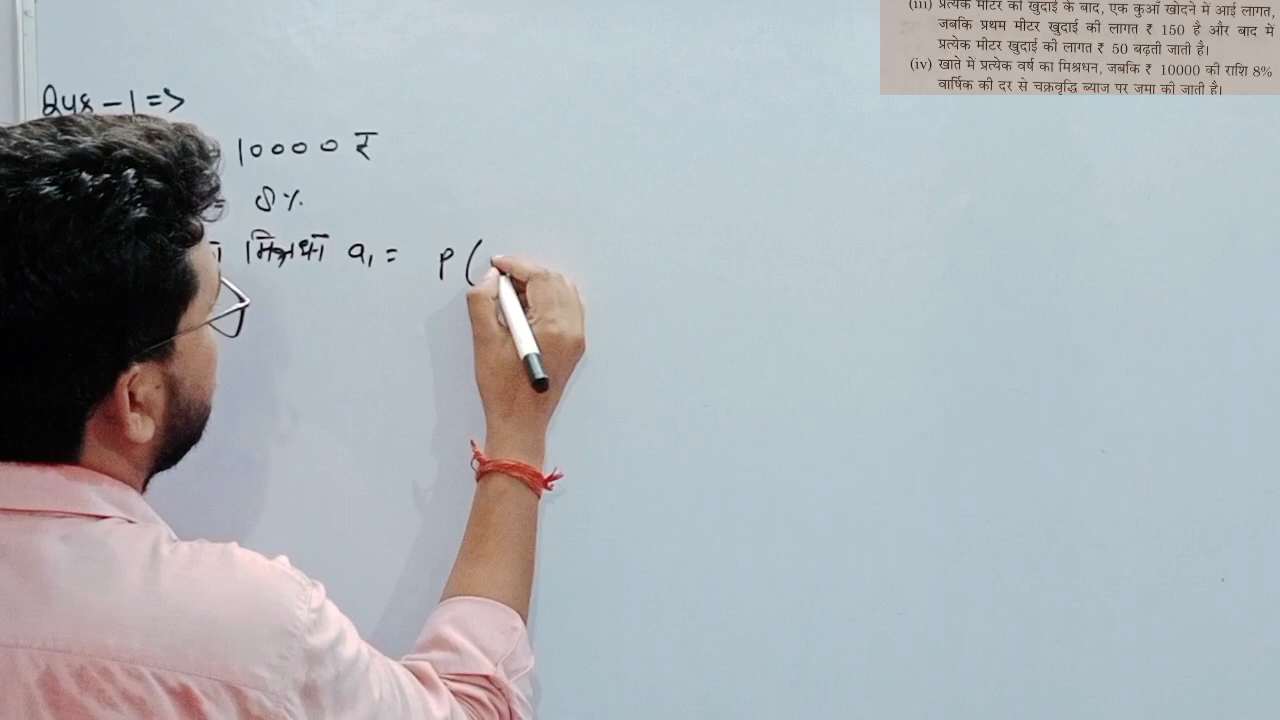 (iii) प्रत्येक मीटर की खुदाई के बाद, एक कुआँ खोदने में आई लागत,
जबकि प्रथम मीटर खुदाई की लागत ₹ 150 है और बाद में
प्रत्येक मीटर खुदाई की लागत ₹ 50 बढ़ती जाती है।
(iv) खाते में प्रत्येक वर्ष का मिश्रधन, जबकि ₹ 10000 की राशि 8%
वार्षिक की दर से चक्रवृद्धि ब्याज पर जमा की जाती है।
Qus - 1 =>
10000 ₹
= 8%
मिश्रधन a₁ = P (